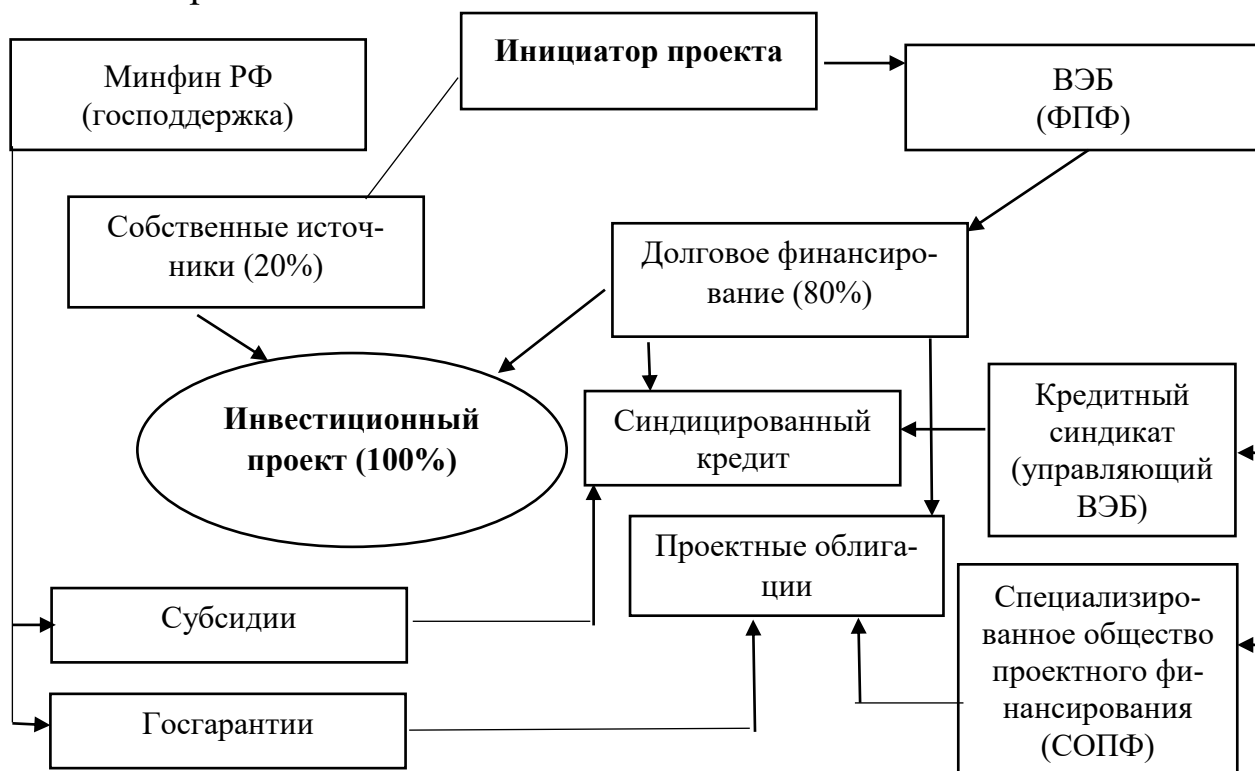 Инициатор проекта
Минфин РФ
(господдержка)
ВЭБ
(ФПФ)
Собственные источ-
ники (20%)
Долговое финансиро-
вание (80%)
Инвестиционный
проект (100%)
Синдицированный
кредит
Кредитный
синдикат
(управляющий
ВЭБ)
Проектные облига-
ции
Субсидии
Специализиро-
ванное общество
проектного фи-
нансирования
(СОПФ)
Госгарантии